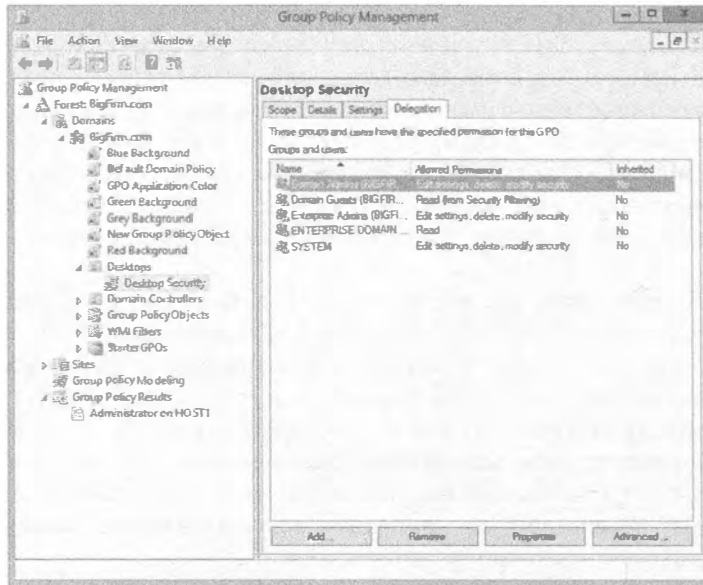 Group Policy Management
File Action View Window Help
Group Policy Management
Forest: BigFirm.com
Domains
BigFirm.com
Blue Background
Default Domain Policy
GPO Application Color
Green Background
Grey Background
New Group Policy Object
Red Background
Desktops
Desktop Security
Domain Controllers
Group Policy Objects
WMI Filters
Starter GPOs
Sites
Group Policy Modeling
Group Policy Results
Administrator on HOST1
Desktop Security
Scope Details Settings Delegation
These groups and users have the specified permission for this GPO
Groups and users:
Name Allowed Permissions Inherited
Domain Admins (BIGFIR... Edit settings, delete, modify security No
Domain Guests (BIGFIR... Read (from Security Filtering) No
Enterprise Admins (BIGFI... Edit settings, delete, modify security No
ENTERPRISE DOMAIN ... Read No
SYSTEM Edit settings, delete, modify security No
Add... Remove Properties Advanced...